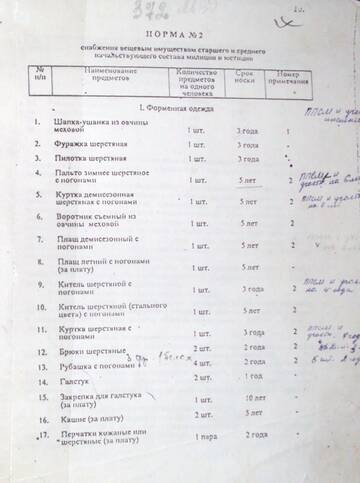 НОРМА № 2
снабжения вещевым имуществом старшего и среднего
начальствующего состава милиции и юстиции
№ п/п Наименование предметов Количество предметов на одного человека Срок носки Номер примечания
1. Форменная одежда
1. Шапка-ушанка из овчины
меховой 1 шт. 3 года 1
2. Фуражка шерстяная 1 шт. 3 года
3. Пилотка шерстяная 1 шт. 3 года
4. Пальто зимнее шерстяное
с погонами 1 шт. 5 лет 2
5. Куртка демисезонная
шерстяная с погонами 1 шт. 5 лет 2
6. Воротник съемный из
овчины меховой 1 шт. 5 лет 2
7. Плащ демисезонный с
погонами 1 шт. 5 лет 2 v
8. Плащ летний с погонами
(за плату) 1 шт. 5 лет
9. Китель шерстяной с
погонами 1 шт. 3 года 2
10. Китель шерстяной (стального
цвета) с погонами 1 шт. 5 лет 2
11. Куртка шерстяная с
погонами 1 шт. 3 года 2
12. Брюки шерстяные 2 шт. 2 года 2
13. Рубашка с погонами 4 шт. 2 года 2
14. Галстук 2 шт. 1 год
15. Закрепка для галстука
(за плату) 1 шт. 10 лет
16. Кашне (за плату) 2 шт. 5 лет
17. Перчатки кожаные или
шерстяные (за плату) 1 пара 2 года